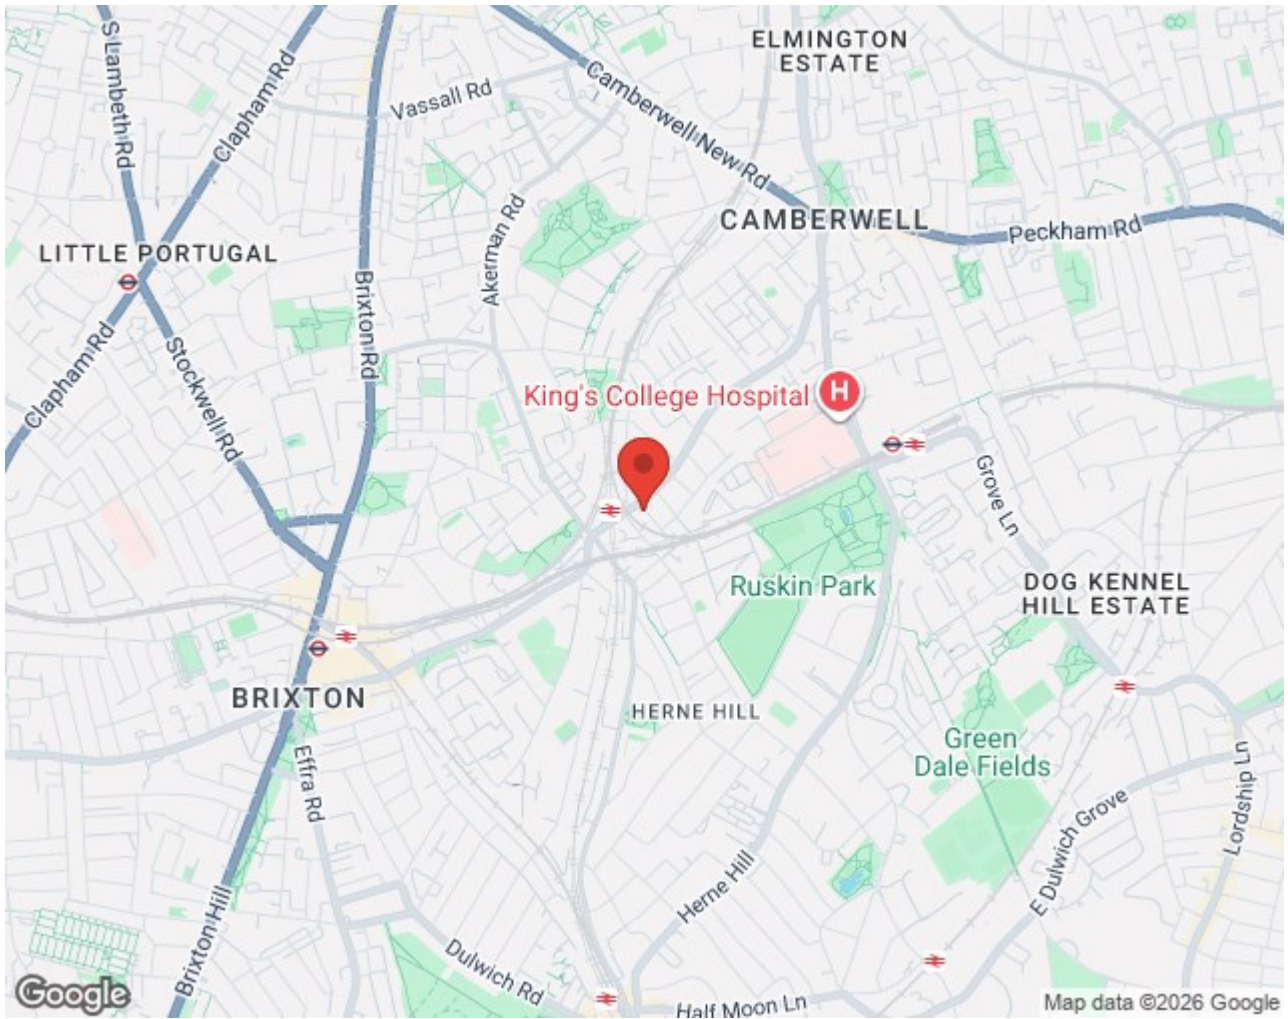 ELMINGTON
ESTATE
S Lambeth Rd
Clapham Rd
Vassall Rd
Camberwell New Rd
Akerman Rd
CAMBERWELL
Peckham Rd
LITTLE PORTUGAL
Brixton Rd
Clapham Rd
Stockwell Rd
King's College Hospital
H
Grove Ln
Ruskin Park
DOG KENNEL
HILL ESTATE
BRIXTON
HERNE HILL
Green
Dale Fields
Effra Rd
Lordship Ln
E Dulwich Grove
Herne Hill
Brixton Hill
Dulwich Rd
Half Moon Ln
Google
Map data ©2026 Google